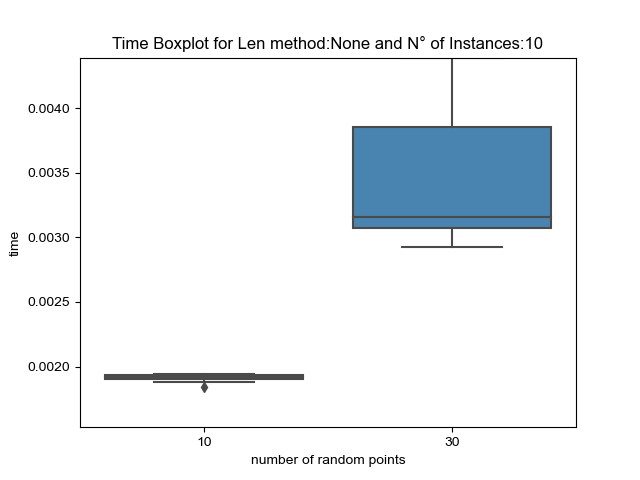 Time Boxplot for Len method:None and N° of Instances:10
0.0040
0.0035
0.0030
0.0025
0.0020
time
10
30
number of random points